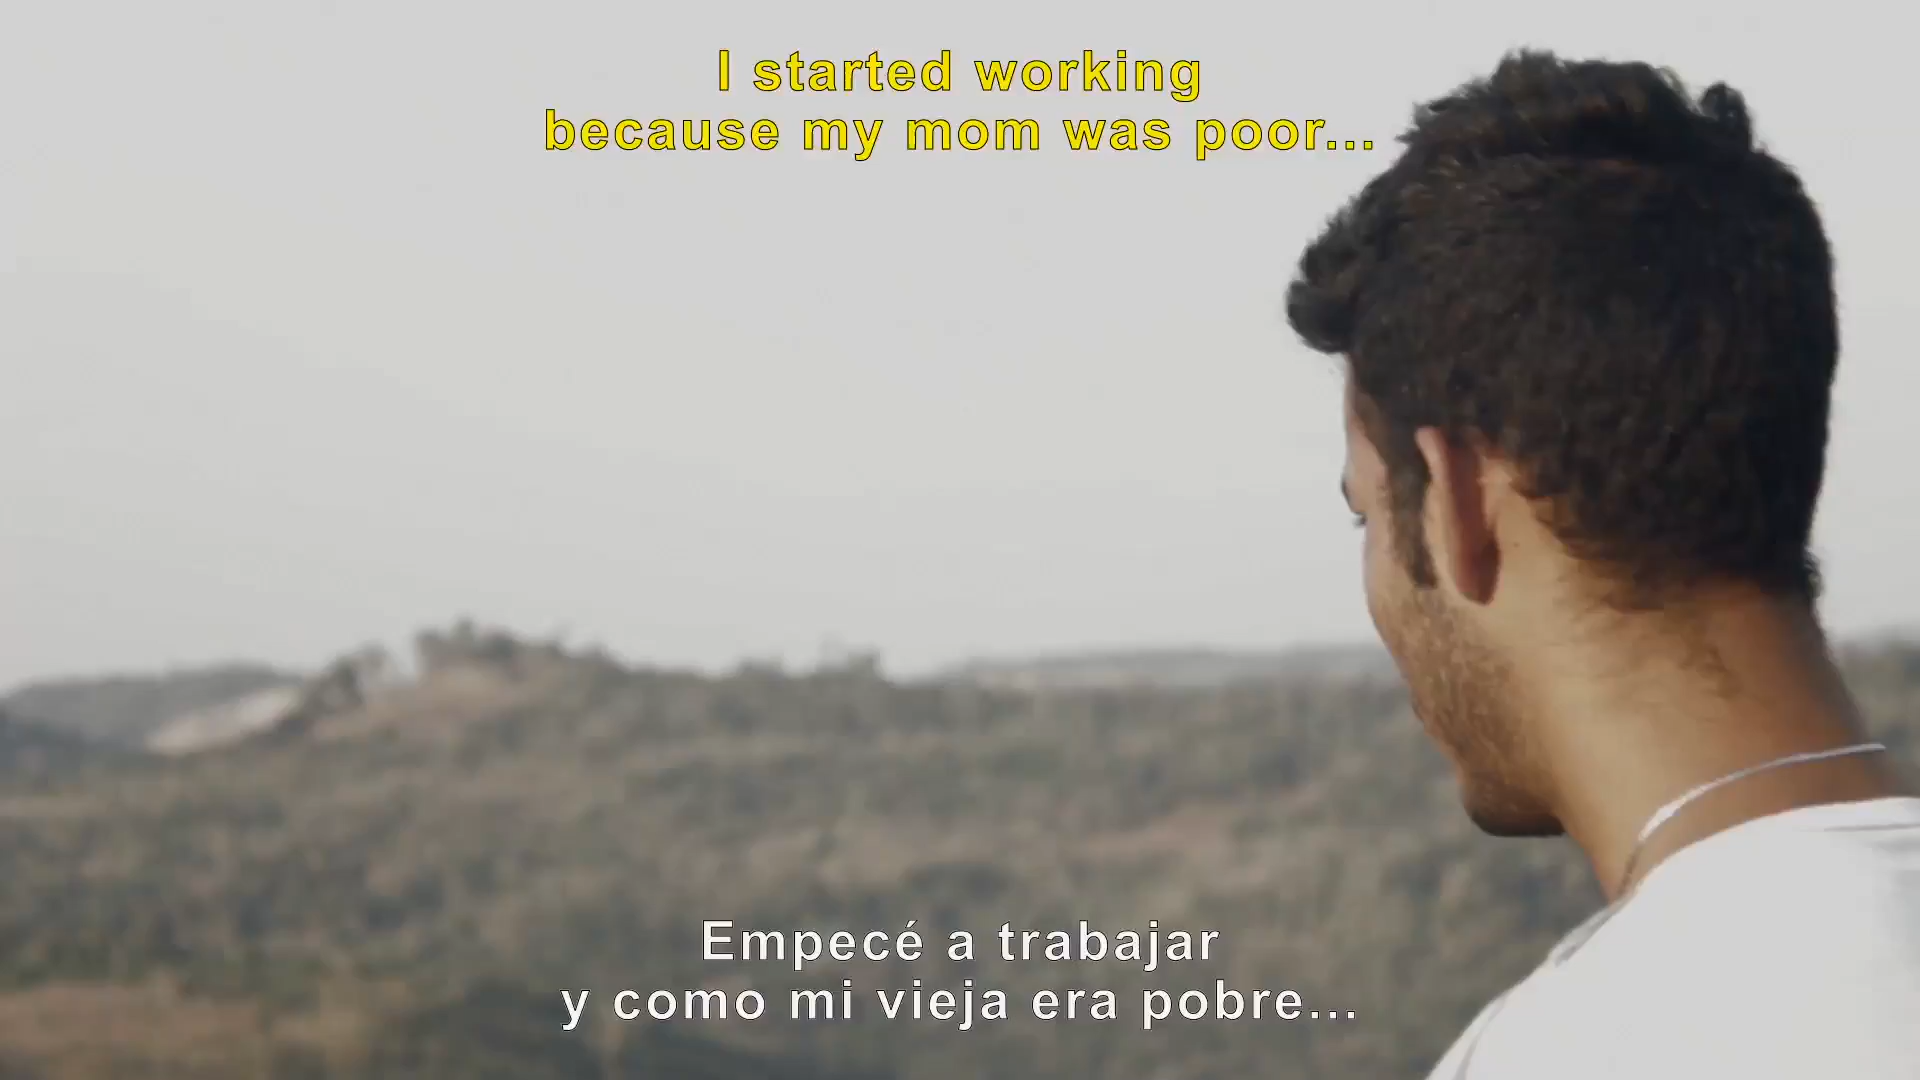 I started working
because my mom was poor...
Empecé a trabajar
y como mi vieja era pobre...